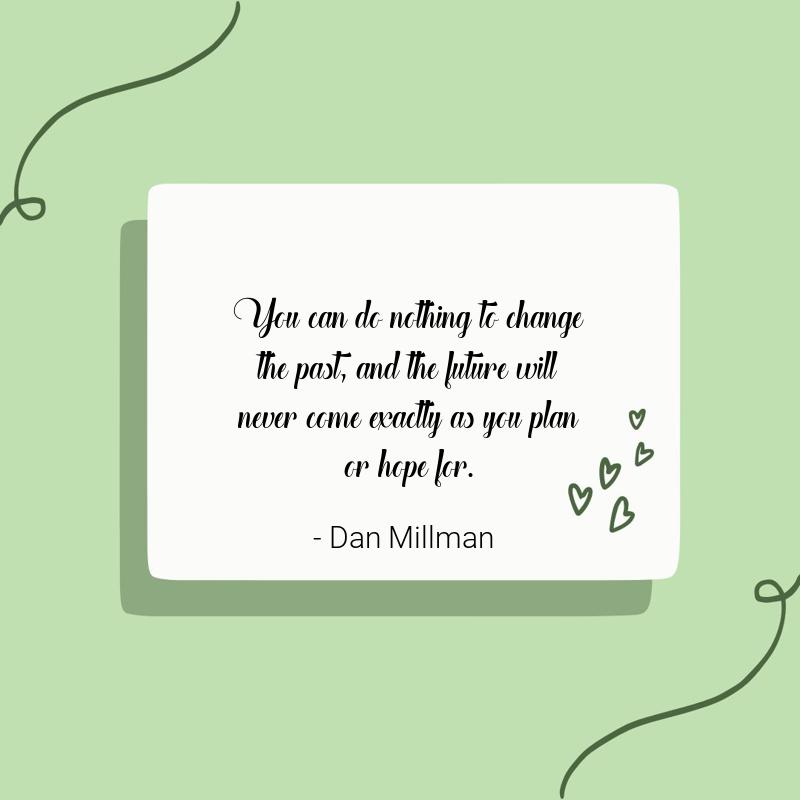 You can do nothing to change
the past, and the future will
never come exactly as you plan
or hope for.
- Dan Millman